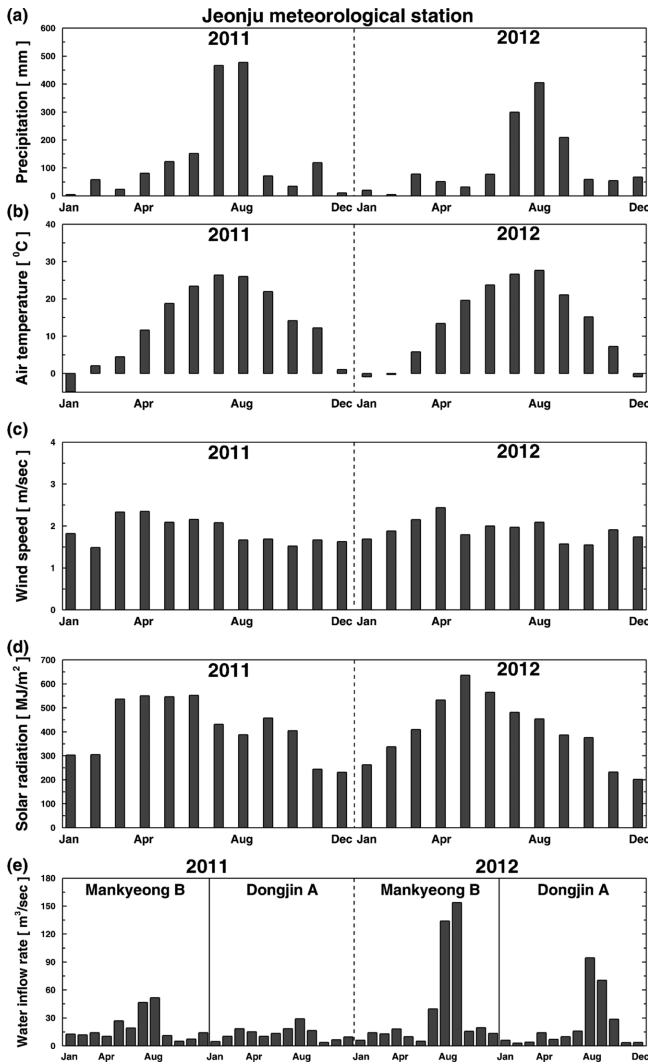 (a) Jeonju meteorological station
2011 2012
Precipitation [ mm ]
600
500
400
300
200
100
0
Jan Apr Aug Dec Jan Apr Aug Dec
(b)
2011 2012
Air temperature [ ⁰C ]
40
30
20
10
0
Jan Apr Aug Dec Jan Apr Aug Dec
(c)
2011 2012
Wind speed [ m/sec ]
4
3
2
1
0
Jan Apr Aug Dec Jan Apr Aug Dec
(d)
2011 2012
Solar radiation [ MJ/m² ]
700
600
500
400
300
200
100
0
Jan Apr Aug Dec Jan Apr Aug Dec
(e)
2011 2012
Mankyeong B Dongjin A Mankyeong B Dongjin A
Water inflow rate [ m³/sec ]
180
150
120
90
60
30
0
Jan Apr Aug Jan Apr Aug Jan Apr Aug Jan Apr Aug Dec